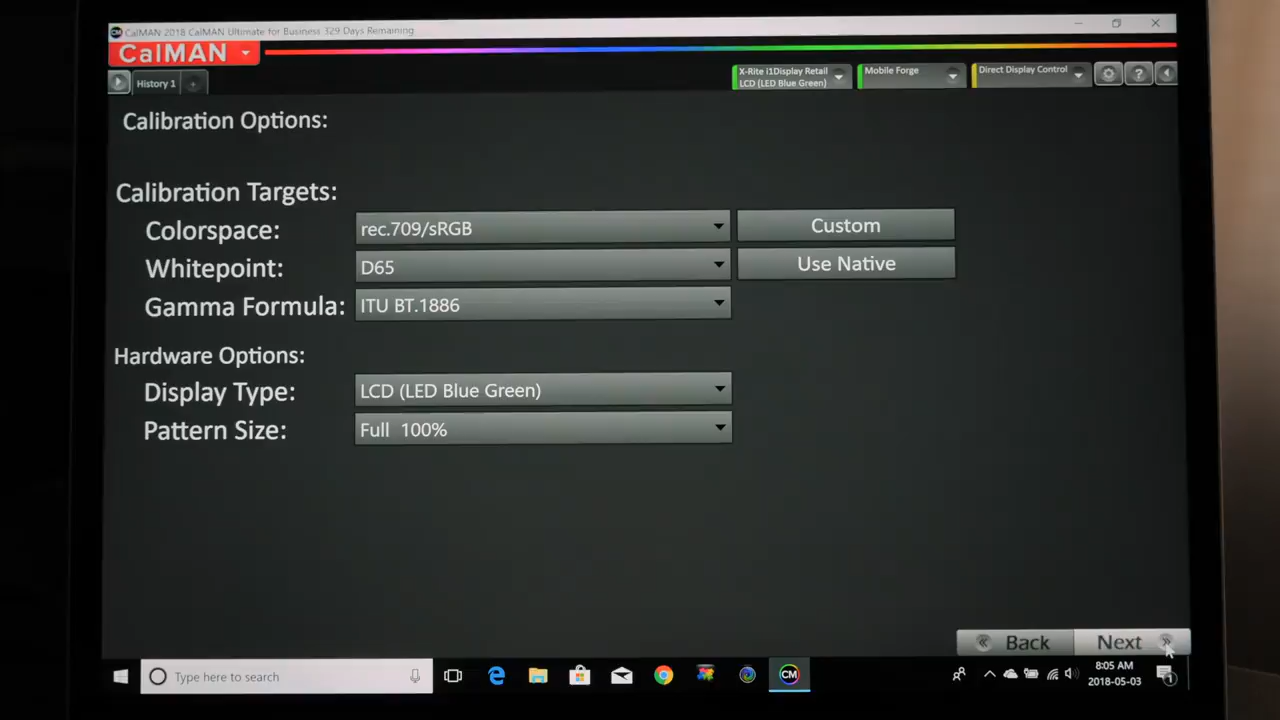 CalMAN 2018 CalMAN Ultimate for Business 329 Days Remaining
CalMAN
History 1
X-Rite i1Display Retail
LCD (LED Blue Green)
Mobile Forge
Direct Display Control
?
Calibration Options:
Calibration Targets:
Colorspace: rec.709/sRGB Custom
Whitepoint: D65 Use Native
Gamma Formula: ITU BT.1886
Hardware Options:
Display Type: LCD (LED Blue Green)
Pattern Size: Full 100%
Back Next
Type here to search
CM
8:05 AM
2018-05-03
1